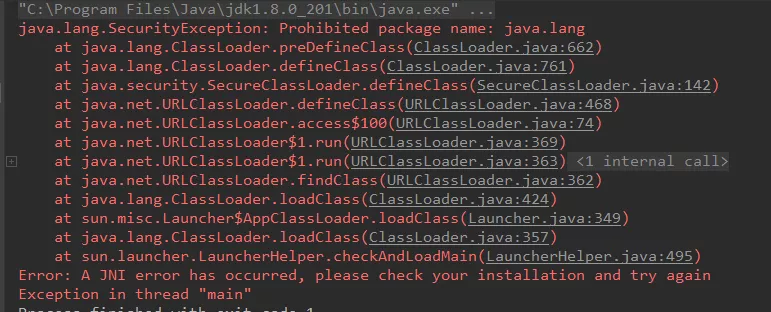 "C:\Program Files\Java\jdk1.8.0_201\bin\java.exe" ...
java.lang.SecurityException: Prohibited package name: java.lang
at java.lang.ClassLoader.preDefineClass(ClassLoader.java:662)
at java.lang.ClassLoader.defineClass(ClassLoader.java:761)
at java.security.SecureClassLoader.defineClass(SecureClassLoader.java:142)
at java.net.URLClassLoader.defineClass(URLClassLoader.java:468)
at java.net.URLClassLoader.access$100(URLClassLoader.java:74)
at java.net.URLClassLoader$1.run(URLClassLoader.java:369)
at java.net.URLClassLoader$1.run(URLClassLoader.java:363) <1 internal call>
at java.net.URLClassLoader.findClass(URLClassLoader.java:362)
at java.lang.ClassLoader.loadClass(ClassLoader.java:424)
at sun.misc.Launcher$AppClassLoader.loadClass(Launcher.java:349)
at java.lang.ClassLoader.loadClass(ClassLoader.java:357)
at sun.launcher.LauncherHelper.checkAndLoadMain(LauncherHelper.java:495)
Error: A JNI error has occurred, please check your installation and try again
Exception in thread "main"
Process finished with exit code 1